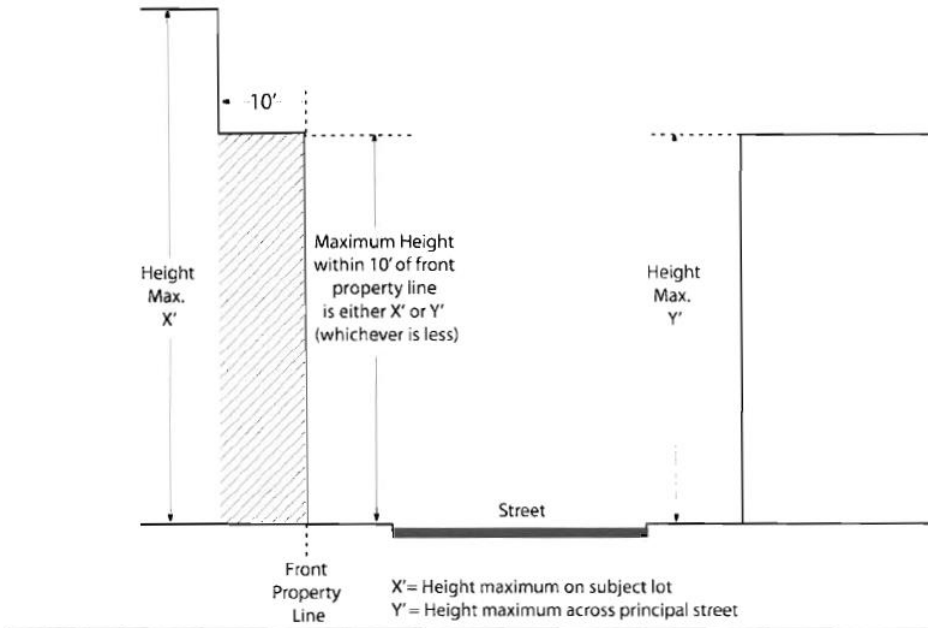 10'
Maximum Height
within 10' of front
property line
is either X' or Y'
(whichever is less)
Height
Max.
X'
Height
Max.
Y'
Street
Front
Property
Line
X'= Height maximum on subject lot
Y'= Height maximum across principal street